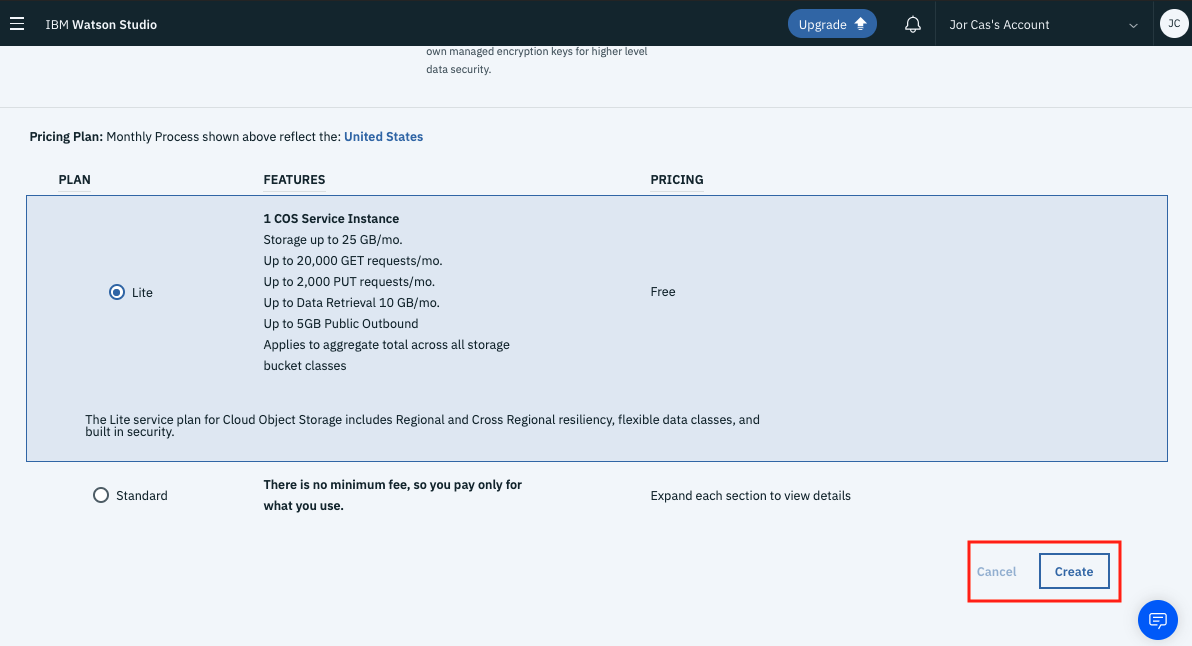 IBM Watson Studio
Upgrade
Jor Cas's Account
JC
own managed encryption keys for higher level
data security.
Pricing Plan: Monthly Process shown above reflect the: United States
PLAN
FEATURES
PRICING
1 COS Service Instance
Storage up to 25 GB/mo.
Up to 20,000 GET requests/mo.
Up to 2,000 PUT requests/mo.
Up to Data Retrieval 10 GB/mo.
Up to 5GB Public Outbound
Applies to aggregate total across all storage
bucket classes
Lite
Free
The Lite service plan for Cloud Object Storage includes Regional and Cross Regional resiliency, flexible data classes, and
built in security.
Standard
There is no minimum fee, so you pay only for
what you use.
Expand each section to view details
Cancel
Create